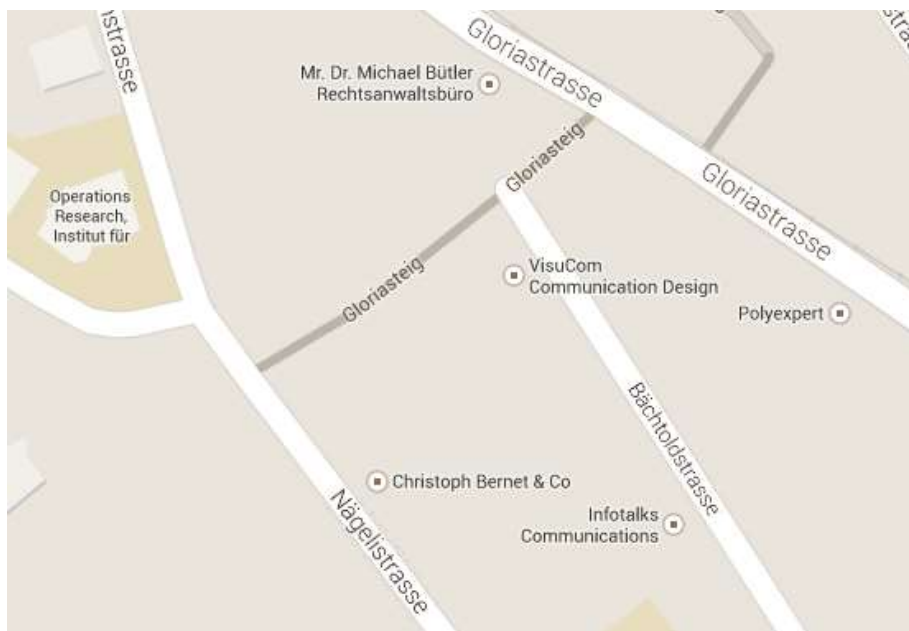 Gloriastrasse
Mr. Dr. Michael Bütler
Rechtsanwaltsbüro
Gloriasteig
Gloriastrasse
Operations
Research,
Institut für
Gloriasteig
VisuCom
Communication Design
Polyexpert
Bächtoldstrasse
Christoph Bernet & Co
Nägelistrasse
Infotalks
Communications